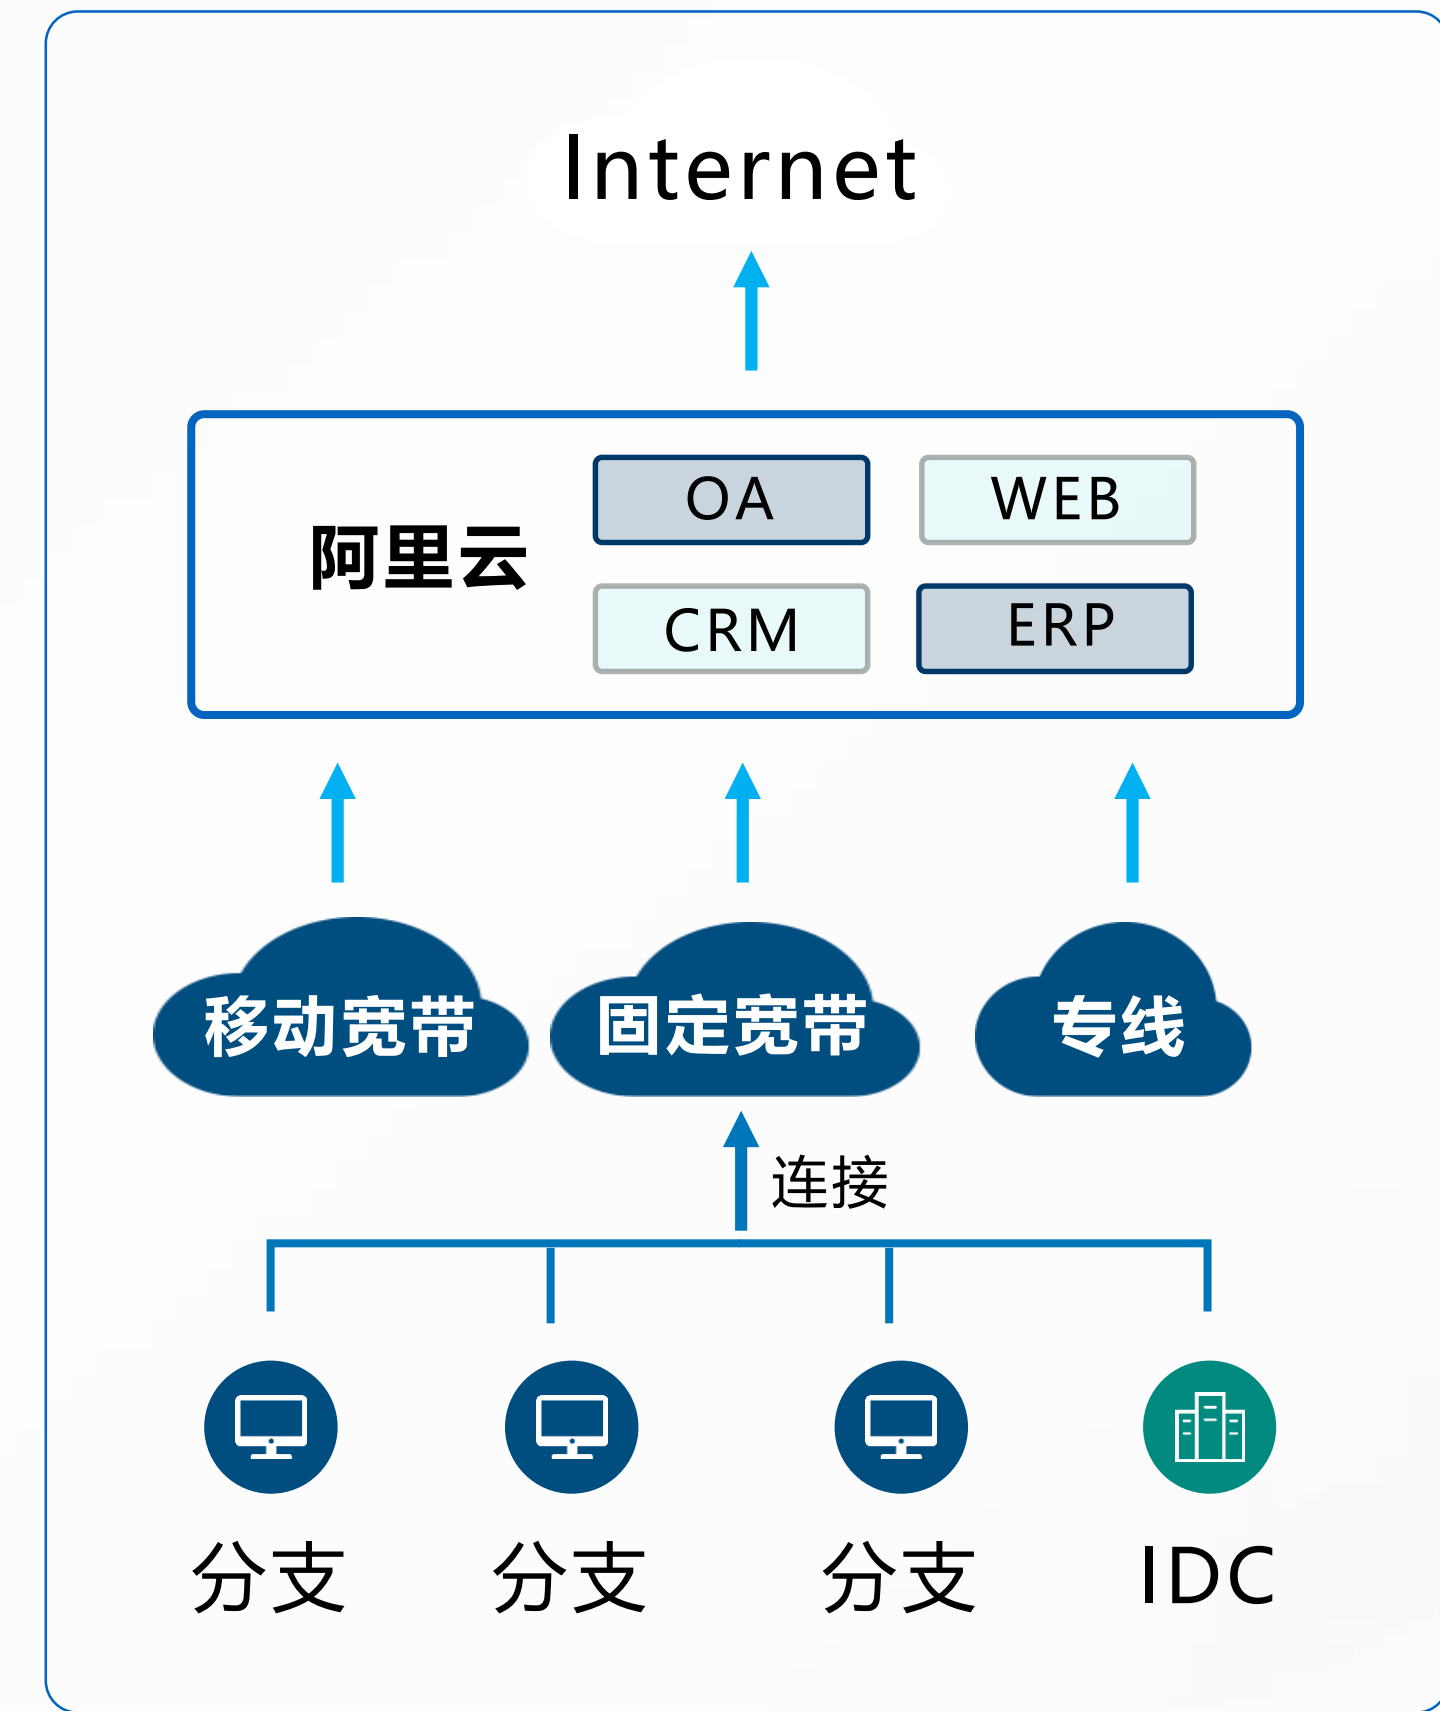 Internet
阿里云
OA
WEB
CRM
ERP
移动宽带
固定宽带
专线
连接
分支
分支
分支
IDC